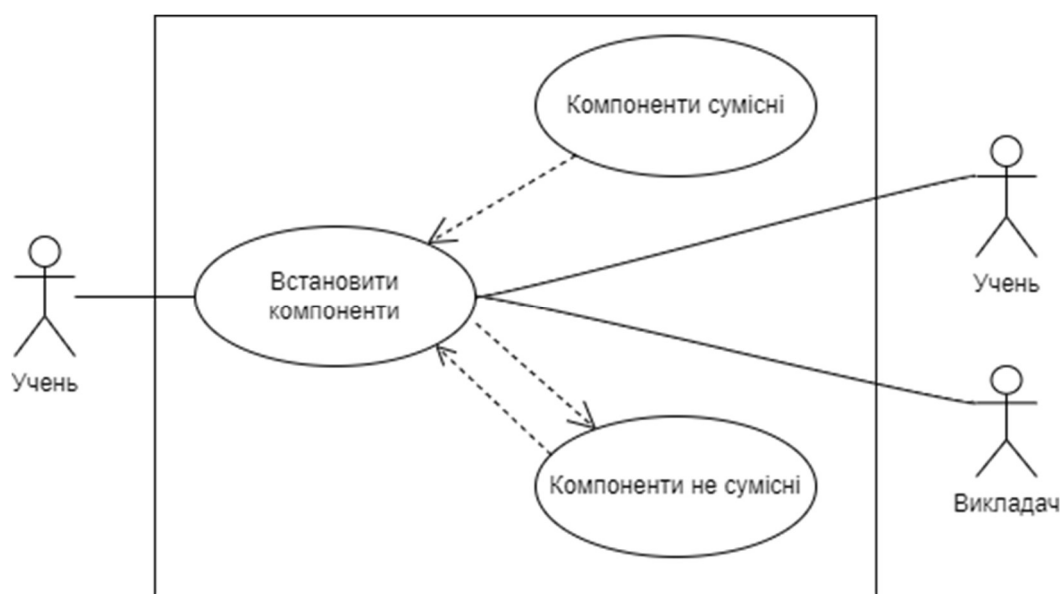 Компоненти сумісні
Встановити
компоненти
Учень
Учень
Компоненти не сумісні
Викладач